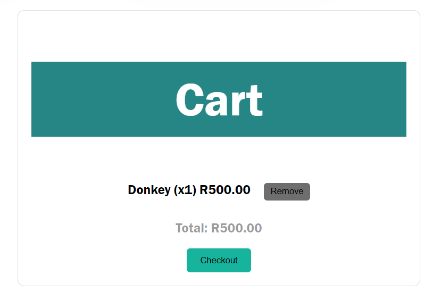 Cart
Donkey (x1) R500.00 Remove
Total: R500.00
Checkout